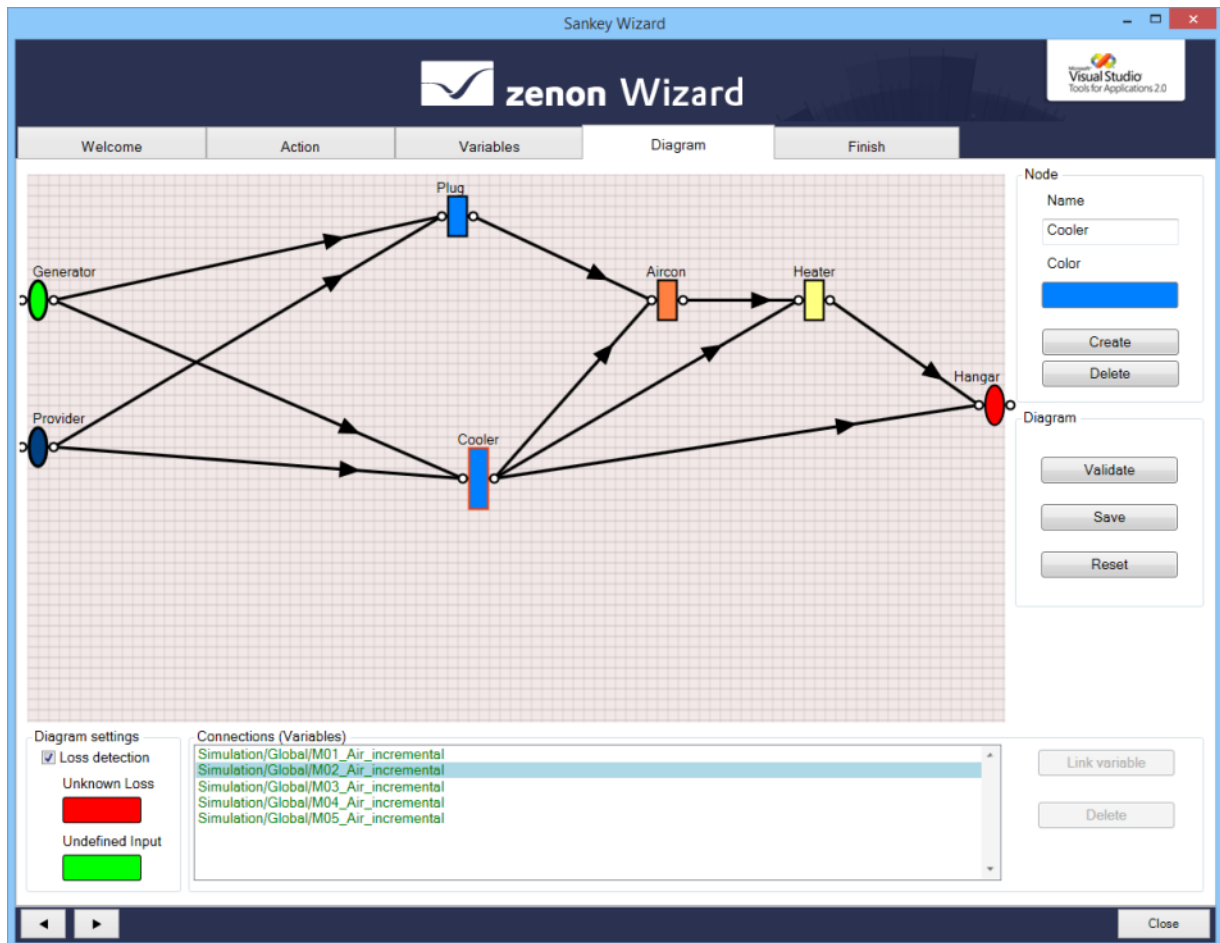 Sankey Wizard
Microsoft
Visual Studio
Tools for Applications 2.0
zenon Wizard
Welcome
Action
Variables
Diagram
Finish
Plug
Generator
Aircon
Heater
Hangar
Provider
Cooler
Node
Name
Cooler
Color
Create
Delete
Diagram
Validate
Save
Reset
Diagram settings
Loss detection
Unknown Loss
Undefined Input
Connections (Variables)
Simulation/Global/M01_Air_incremental
Simulation/Global/M02_Air_incremental
Simulation/Global/M03_Air_incremental
Simulation/Global/M04_Air_incremental
Simulation/Global/M05_Air_incremental
Link variable
Delete
Close